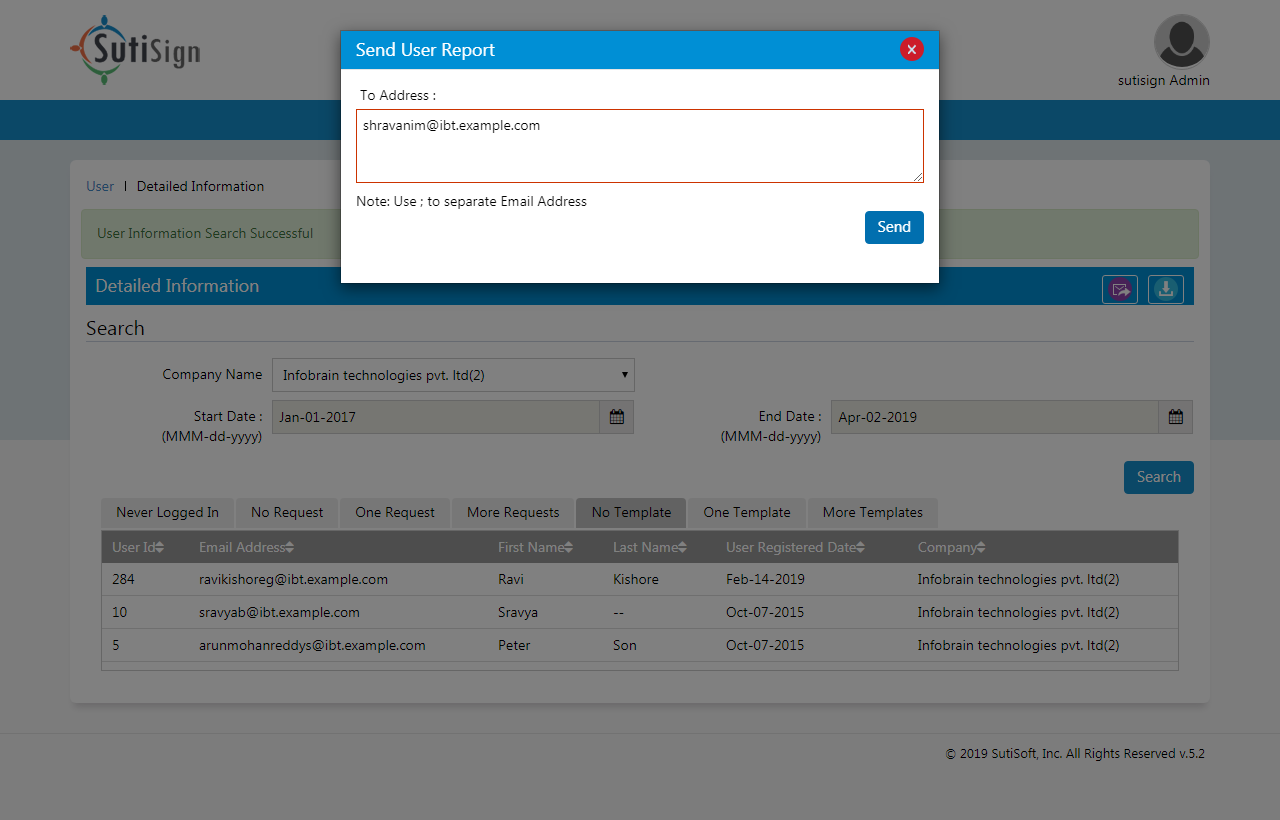 SutiSign
Send User Report
sutisign Admin
To Address :
shravanim@ibt.example.com
Note: Use ; to separate Email Address
Send
User I Detailed Information
User Information Search Successful
Detailed Information
Search
Company Name Infobrain technologies pvt. ltd(2)
Start Date : Jan-01-2017 End Date : Apr-02-2019
(MMM-dd-yyyy) (MMM-dd-yyyy)
Search
Never Logged In No Request One Request More Requests No Template One Template More Templates
User Id Email Address First Name Last Name User Registered Date Company
284 ravikishoreg@ibt.example.com Ravi Kishore Feb-14-2019 Infobrain technologies pvt. ltd(2)
10 sravyab@ibt.example.com Sravya -- Oct-07-2015 Infobrain technologies pvt. ltd(2)
5 arunmohanreddys@ibt.example.com Peter Son Oct-07-2015 Infobrain technologies pvt. ltd(2)
© 2019 SutiSoft, Inc. All Rights Reserved v.5.2